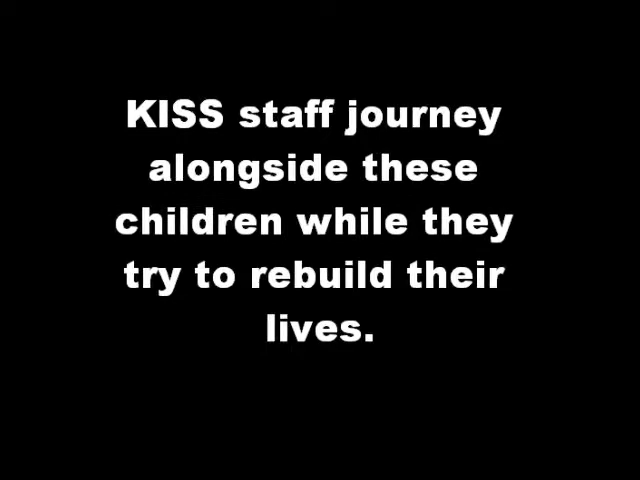 KISS staff journey
alongside these
children while they
try to rebuild their
lives.